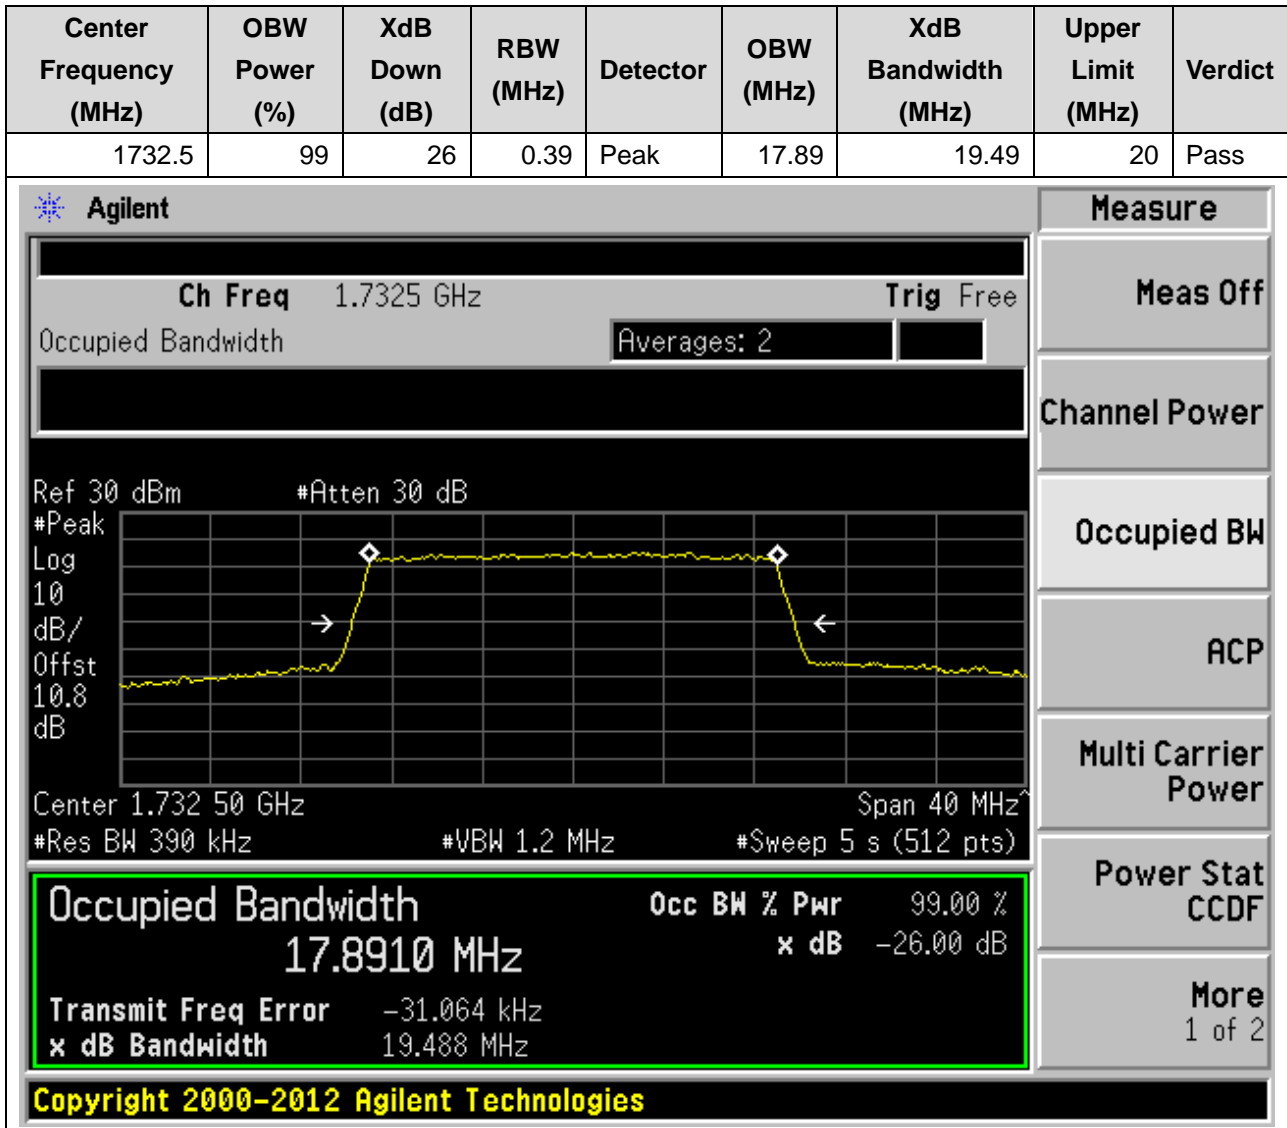 Center Frequency (MHz) OBW Power (%) XdB Down (dB) RBW (MHz) Detector OBW (MHz) XdB Bandwidth (MHz) Upper Limit (MHz) Verdict
1732.5 99 26 0.39 Peak 17.89 19.49 20 Pass
Agilent
Measure
Ch Freq 1.7325 GHz Trig Free
Meas Off
Occupied Bandwidth Averages: 2
Channel Power
Ref 30 dBm #Atten 30 dB
#Peak
Log
10
dB/
Offst
10.8
dB
Occupied BW
ACP
Center 1.732 50 GHz Span 40 MHz^
#Res BW 390 kHz #VBW 1.2 MHz #Sweep 5 s (512 pts)
Multi Carrier
Power
Occupied Bandwidth Occ BW % Pwr 99.00 %
17.8910 MHz x dB -26.00 dB
Transmit Freq Error -31.064 kHz
x dB Bandwidth 19.488 MHz
Power Stat
CCDF
More
1 of 2
Copyright 2000-2012 Agilent Technologies